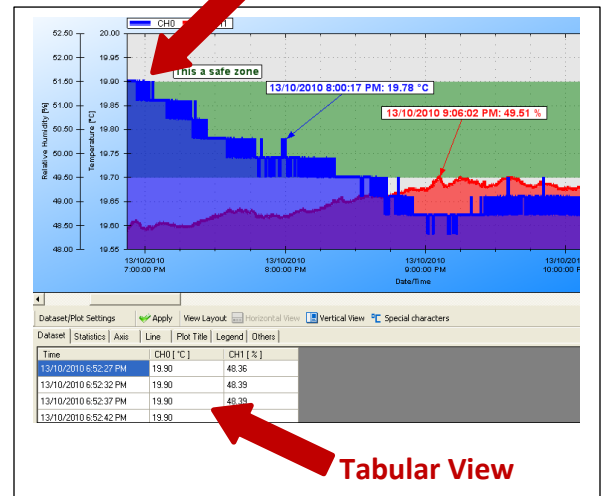 CH0
52.50 20.00
52.00 19.95
51.50 19.90
51.00 19.85
50.50 19.80
50.00 19.75
49.50 19.70
49.00 19.65
48.50 19.60
48.00 19.55
Relative Humidity [%]
Temperature [°C]
This a safe zone
13/10/2010 8:00:17 PM: 19.78 °C
13/10/2010 9:06:02 PM: 49.51 %
13/10/2010 13/10/2010 13/10/2010 13/10/201
7:00:00 PM 8:00:00 PM 9:00:00 PM 10:00:00 P
Date/Time
Dataset/Plot Settings Apply View Layout Horizontal View Vertical View °C Special characters
Dataset Statistics Axis Line Plot Title Legend Others
Time CH0 [ °C ] CH1 [ % ]
13/10/2010 6:52:27 PM 19.90 48.36
13/10/2010 6:52:32 PM 19.90 48.39
13/10/2010 6:52:37 PM 19.90 48.39
13/10/2010 6:52:42 PM 19.90
Tabular View